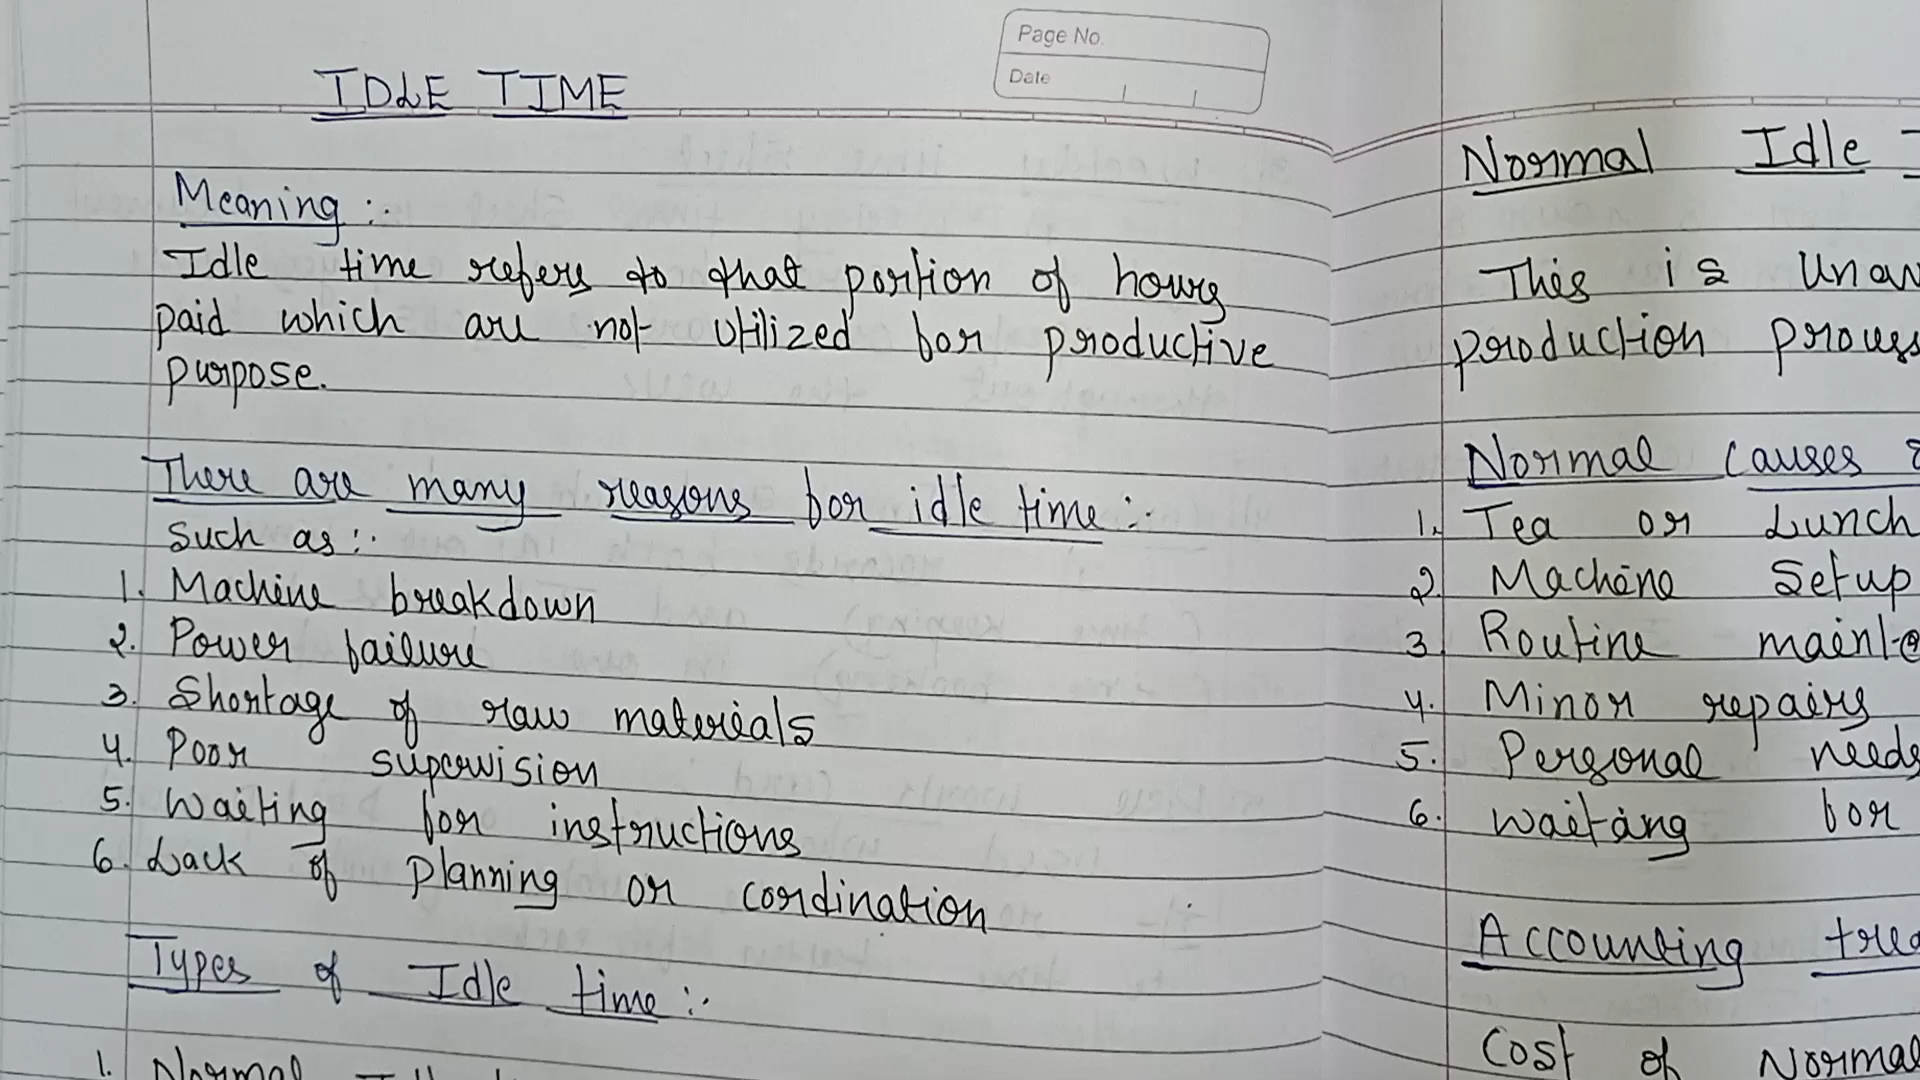 Page No.
Date
IDLE TIME
Meaning :-
Idle time refers to that portion of hours
paid which are not utilized for productive
purpose.
There are many reasons for idle time :-
Such as :-
1. Machine breakdown
2. Power failure
3. Shortage of raw materials
4. Poor supervision
5. Waiting for instructions
6. Lack of planning or cordination
Types of Idle time :-
1. Normal
Normal Idle
This is
production process
Normal Causes
1. Tea or Lunch
2. Machine Setup
3. Routine
4. Minor repairs
5. Personal needs
6. Waiting for
Accounting
Cost of Normal